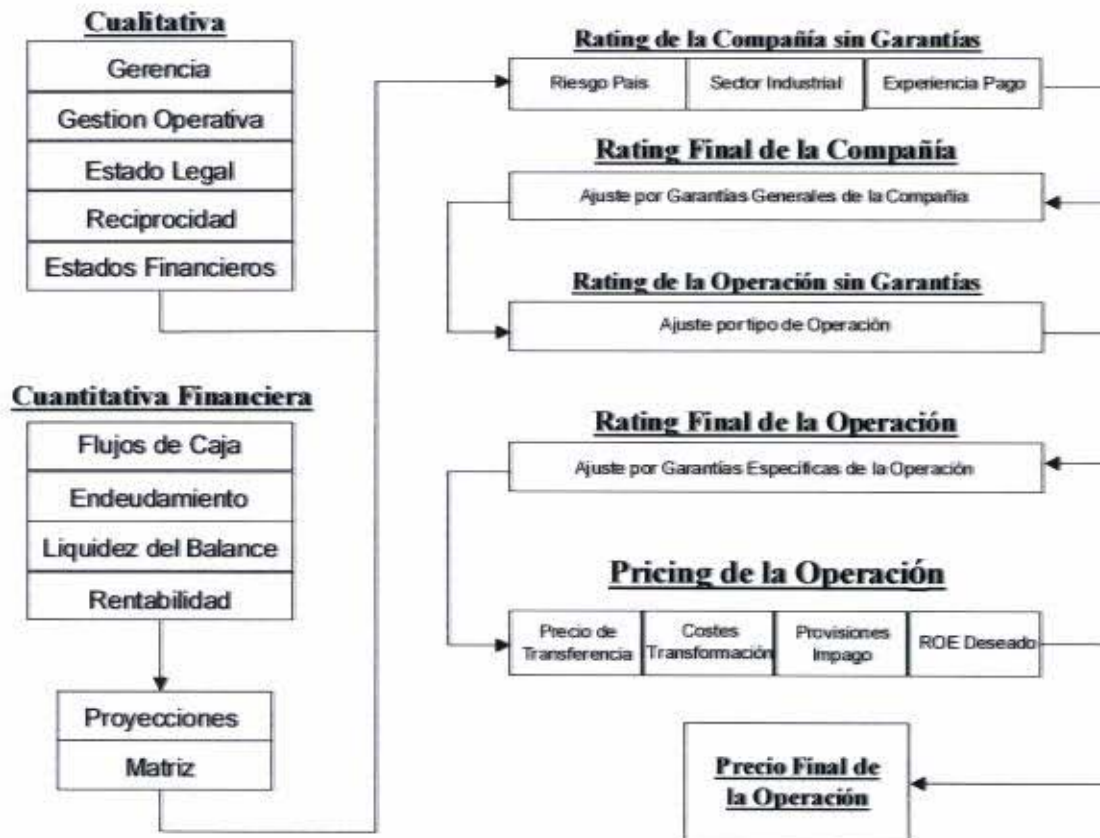 Cualitativa
Gerencia
Gestion Operativa
Estado Legal
Reciprocidad
Estados Financieros
Cuantitativa Financiera
Flujos de Caja
Endeudamiento
Liquidez del Balance
Rentabilidad
Proyecciones
Matriz
Rating de la Compañía sin Garantías
Riesgo Pais
Sector Industrial
Experiencia Pago
Rating Final de la Compañía
Ajuste por Garantías Generales de la Compañia
Rating de la Operación sin Garantías
Ajuste por tipo de Operación
Rating Final de la Operación
Ajuste por Garantías Específicas de la Operación
Pricing de la Operación
Precio de
Transferencia
Costes
Transformación
Provisiones
Impago
ROE Deseado
Precio Final de
la Operación